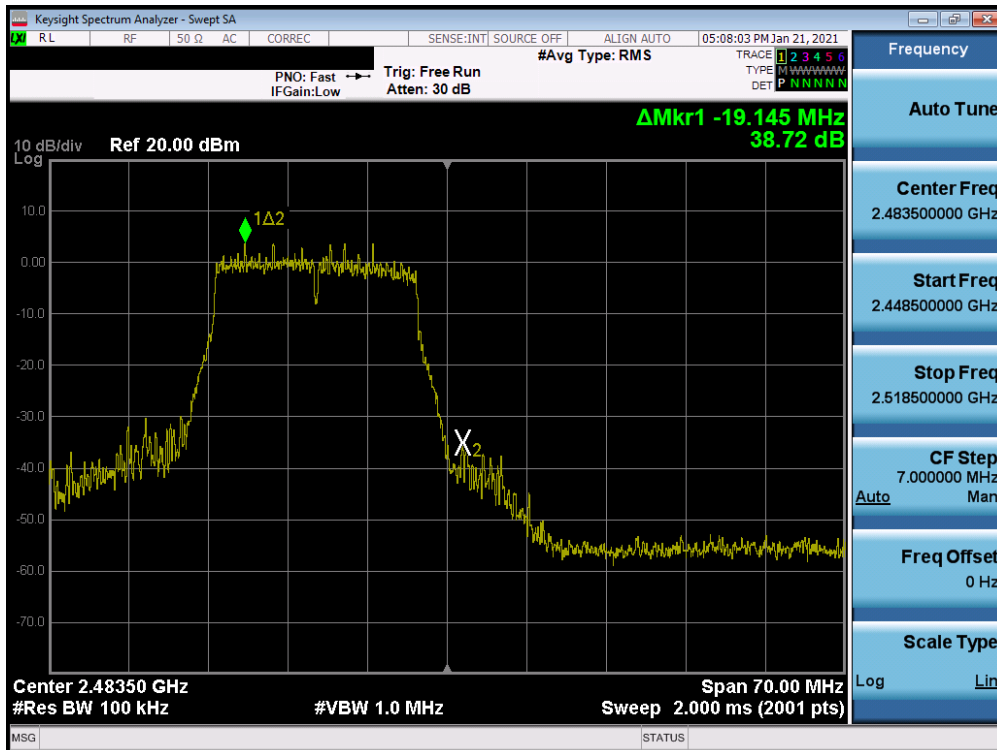 Keysight Spectrum Analyzer - Swept SA
LXI RL RF 50 Ω AC CORREC SENSE:INT SOURCE OFF ALIGN AUTO 05:08:03 PM Jan 21, 2021
#Avg Type: RMS
TRACE 1 2 3 4 5 6
PNO: Fast Trig: Free Run
TYPE M WWWWW
IFGain:Low Atten: 30 dB
DET P N N N N N
ΔMkr1 -19.145 MHz
38.72 dB
10 dB/div Ref 20.00 dBm
Log
1Δ2
10.0
0.00
-10.0
-20.0
-30.0
X2
-40.0
-50.0
-60.0
-70.0
Center 2.48350 GHz Span 70.00 MHz
#Res BW 100 kHz #VBW 1.0 MHz Sweep 2.000 ms (2001 pts)
MSG STATUS
Frequency
Auto Tune
Center Freq
2.483500000 GHz
Start Freq
2.448500000 GHz
Stop Freq
2.518500000 GHz
CF Step
7.000000 MHz
Auto Man
Freq Offset
0 Hz
Scale Type
Log Lin